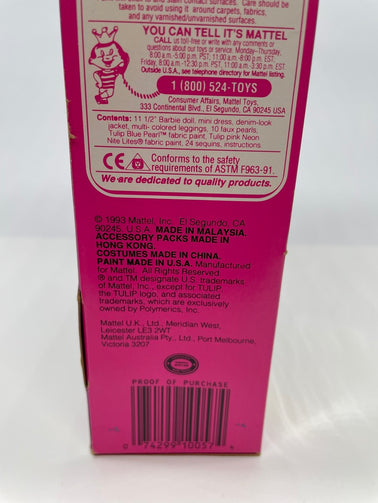 taken to avoid using it around carpets, fabrics,
and any varnished/unvarnished surfaces.
YOU CAN TELL IT'S MATTEL
CALL us toll-free or write with any comments or
questions about our toys or service. Monday-Thursday,
8:00 a.m.-5:00 p.m. PST; 11:00 a.m.-8:00 p.m. EST,
Friday, 8:00 a.m.-12:30 p.m. PST, 11:00 a.m.-3:30 p.m. EST.
Outside U.S.A., see telephone directory for Mattel listing.
1 (800) 524-TOYS
Consumer Affairs, Mattel Toys,
333 Continental Blvd., El Segundo, CA 90245 USA
Contents: 11 1/2" Barbie doll, mini dress, denim-look
jacket, multi-colored leggings, 10 faux pearls,
Tulip Blue Pearl™ fabric paint, Tulip pink Neon
Nite Lites® fabric paint, 24 sequins, instructions.
CE Conforms to the safety
requirements of ASTM F963-91.
We are dedicated to quality products.
© 1993 Mattel, Inc. El Segundo, CA
90245 U.S.A. MADE IN MALAYSIA.
ACCESSORY PACKS MADE IN
HONG KONG.
COSTUMES MADE IN CHINA.
PAINT MADE IN U.S.A. Manufactured
for Mattel. All Rights Reserved.
® and TM designate U.S. trademarks
of Mattel, Inc., except for TULIP,
the TULIP logo, and associated
trademarks, which are exclusively
owned by Polymerics, Inc.
Mattel U.K., Ltd., Meridian West,
Leicester LE3 2WT
Mattel Australia Pty., Ltd., Port Melbourne,
Victoria 3207
PROOF OF PURCHASE
74299 10057